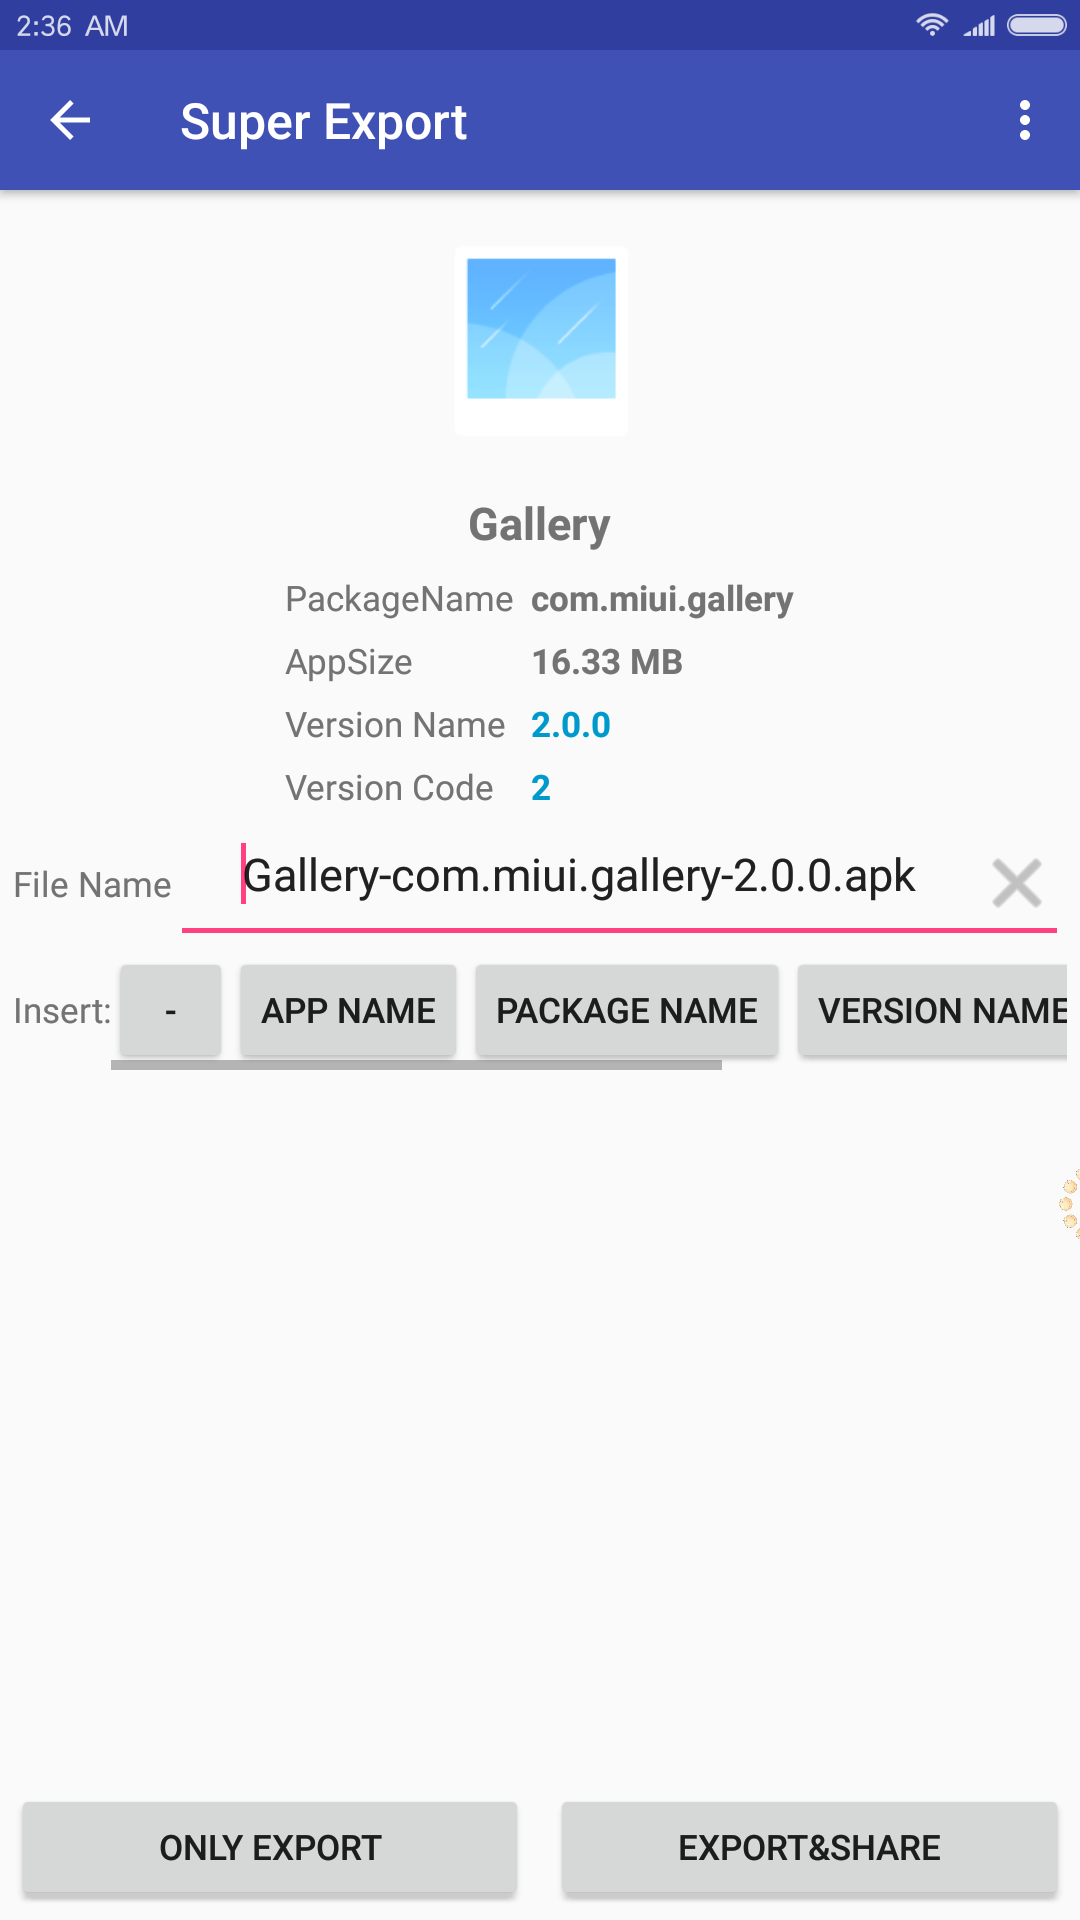 2:36 AM
Super Export
Gallery
PackageName com.miui.gallery
AppSize 16.33 MB
Version Name 2.0.0
Version Code 2
File Name Gallery-com.miui.gallery-2.0.0.apk
Insert: - APP NAME PACKAGE NAME VERSION NAME
ONLY EXPORT EXPORT&SHARE